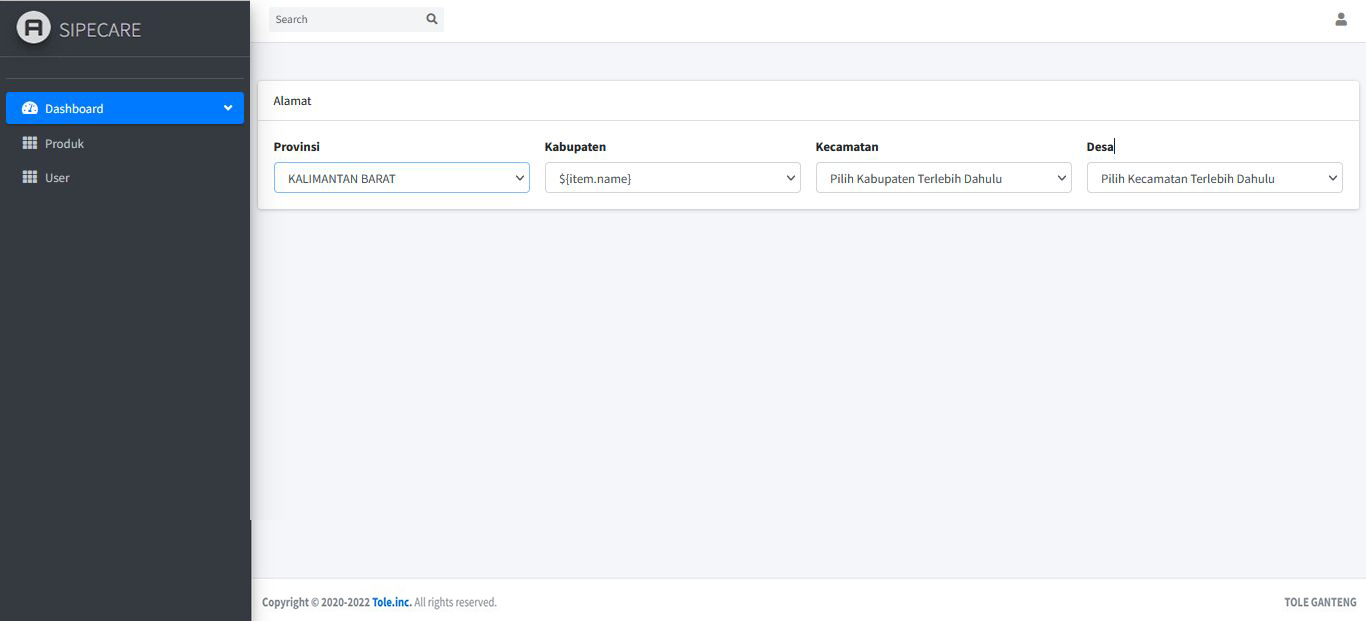 SIPECARE
Search
Dashboard
Produk
User
Alamat
Provinsi
Kabupaten
Kecamatan
Desa
KALIMANTAN BARAT
${item.name}
Pilih Kabupaten Terlebih Dahulu
Pilih Kecamatan Terlebih Dahulu
Copyright © 2020-2022 Tole.inc. All rights reserved.
TOLE GANTENG